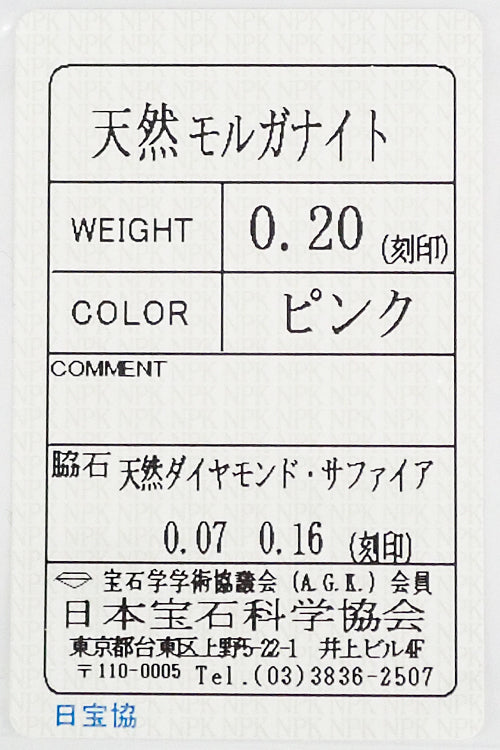 天然モルガナイト
WEIGHT 0.20 (刻印)
COLOR ピンク
COMMENT
脇石 天然ダイヤモンド・サファイア
0.07 0.16 (刻印)
宝石学学術協議会 (A.G.K.) 会員
日本宝石科学協会
東京都台東区上野5-22-1 井上ビル4F
〒110-0005 Tel.(03)3836-2507
日宝協